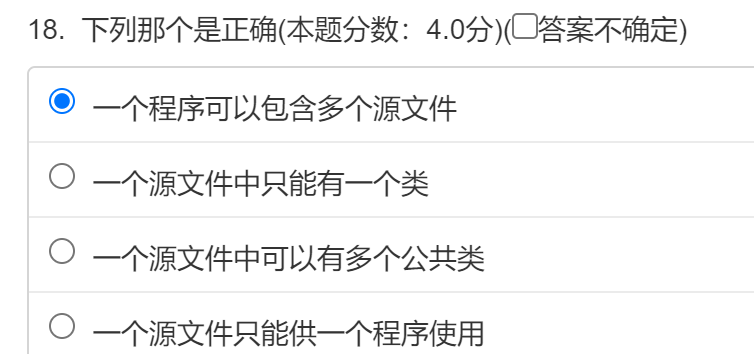 18. 下列那个是正确(本题分数：4.0分)(答案不确定)
一个程序可以包含多个源文件
一个源文件中只能有一个类
一个源文件中可以有多个公共类
一个源文件只能供一个程序使用